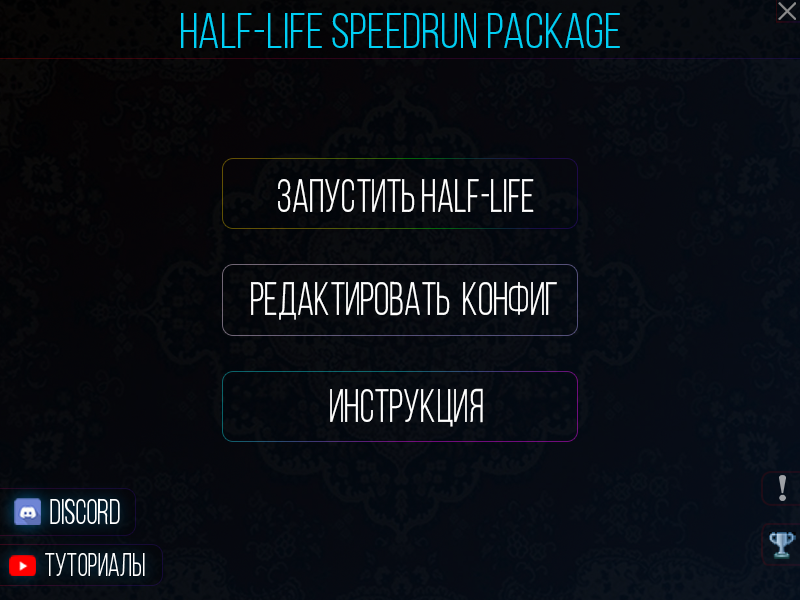 HALF-LIFE SPEEDRUN PACKAGE
ЗАПУСТИТЬ HALF-LIFE
РЕДАКТИРОВАТЬ КОНФИГ
ИНСТРУКЦИЯ
DISCORD
ТУТОРИАЛЫ
!